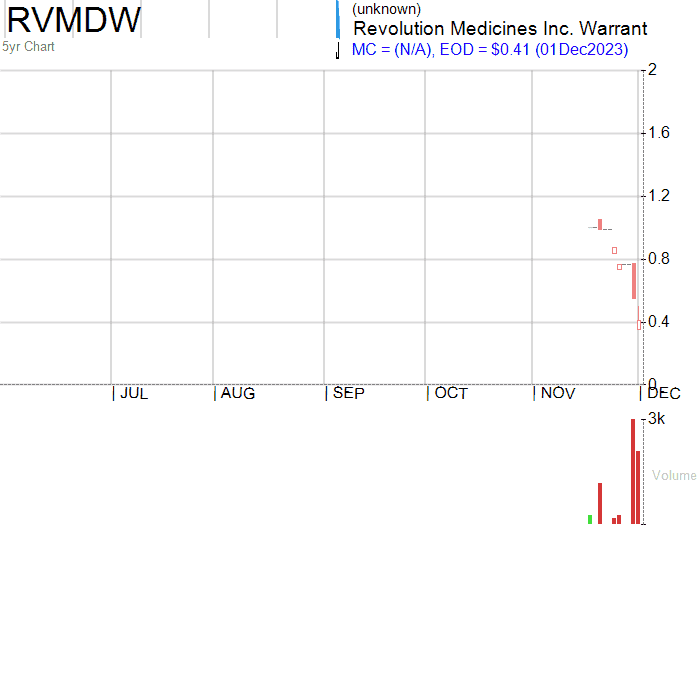 RVMDW
5yr Chart
(unknown)
Revolution Medicines Inc. Warrant
MC = (N/A), EOD = $0.41 (01Dec2023)
2
1.6
1.2
0.8
0.4
0
JUL AUG SEP OCT NOV DEC
3k
Volume